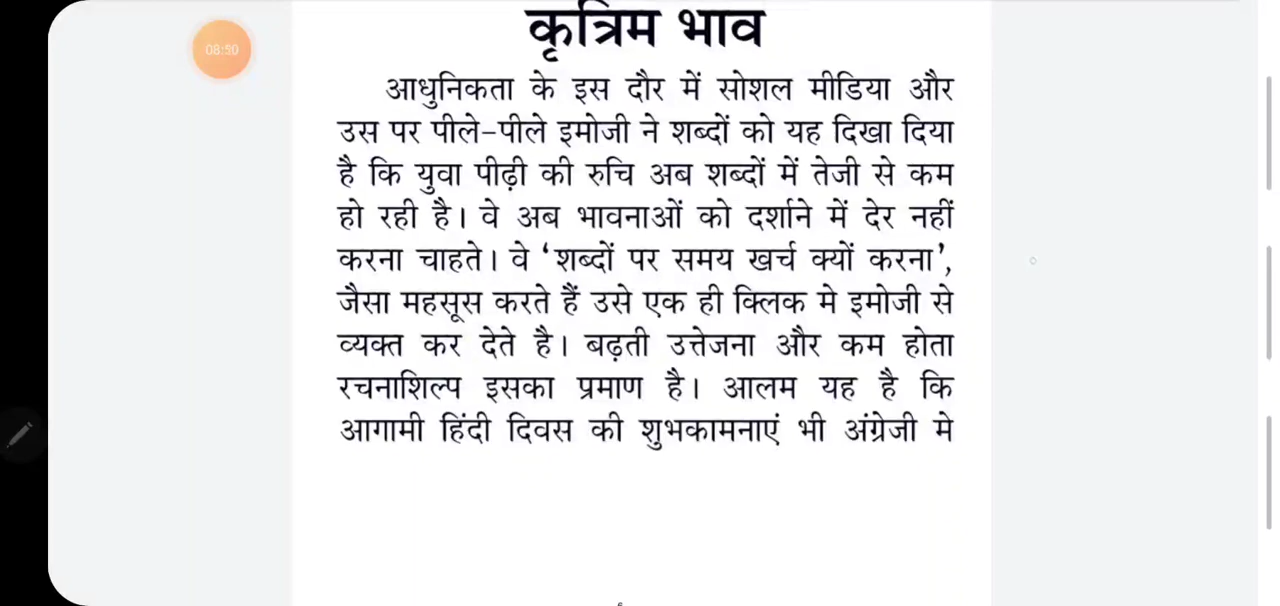 कृत्रिम भाव
08:50
आधुनिकता के इस दौर में सोशल मीडिया और
उस पर पीले-पीले इमोजी ने शब्दों को यह दिखा दिया
है कि युवा पीढ़ी की रुचि अब शब्दों में तेजी से कम
हो रही है। वे अब भावनाओं को दर्शाने में देर नहीं
करना चाहते। वे ‘शब्दों पर समय खर्च क्यों करना’,
जैसा महसूस करते हैं उसे एक ही क्लिक मे इमोजी से
व्यक्त कर देते है। बढ़ती उत्तेजना और कम होता
रचनाशिल्प इसका प्रमाण है। आलम यह है कि
आगामी हिंदी दिवस की शुभकामनाएं भी अंग्रेजी मे